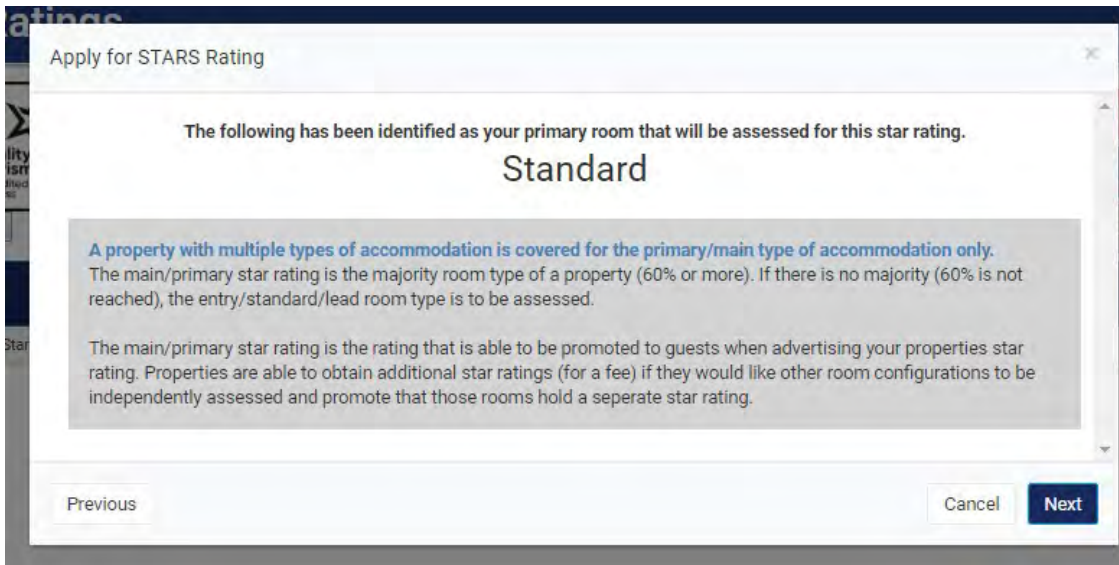 atings
Apply for STARS Rating
×
The following has been identified as your primary room that will be assessed for this star rating.
Standard
lity
ism
A property with multiple types of accommodation is covered for the primary/main type of accommodation only.
The main/primary star rating is the majority room type of a property (60% or more). If there is no majority (60% is not
reached), the entry/standard/lead room type is to be assessed.
Star
The main/primary star rating is the rating that is able to be promoted to guests when advertising your properties star
rating. Properties are able to obtain additional star ratings (for a fee) if they would like other room configurations to be
independently assessed and promote that those rooms hold a seperate star rating.
Previous
Cancel
Next